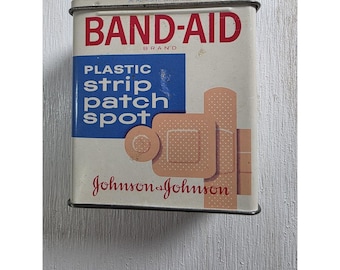 BAND-AID
BRAND
PLASTIC
strip
patch
spot
Johnson & Johnson